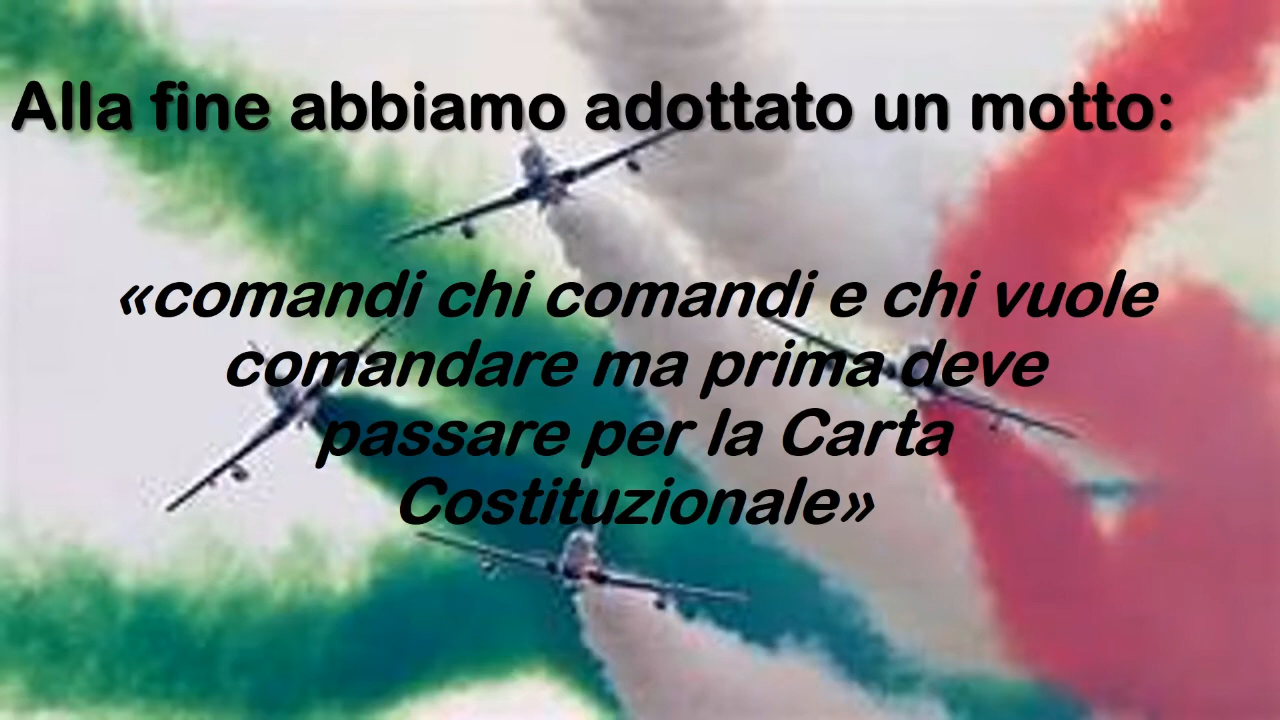 Alla fine abbiamo adottato un motto:
«comandi chi comandi e chi vuole
comandare ma prima deve
passare per la Carta
Costituzionale»